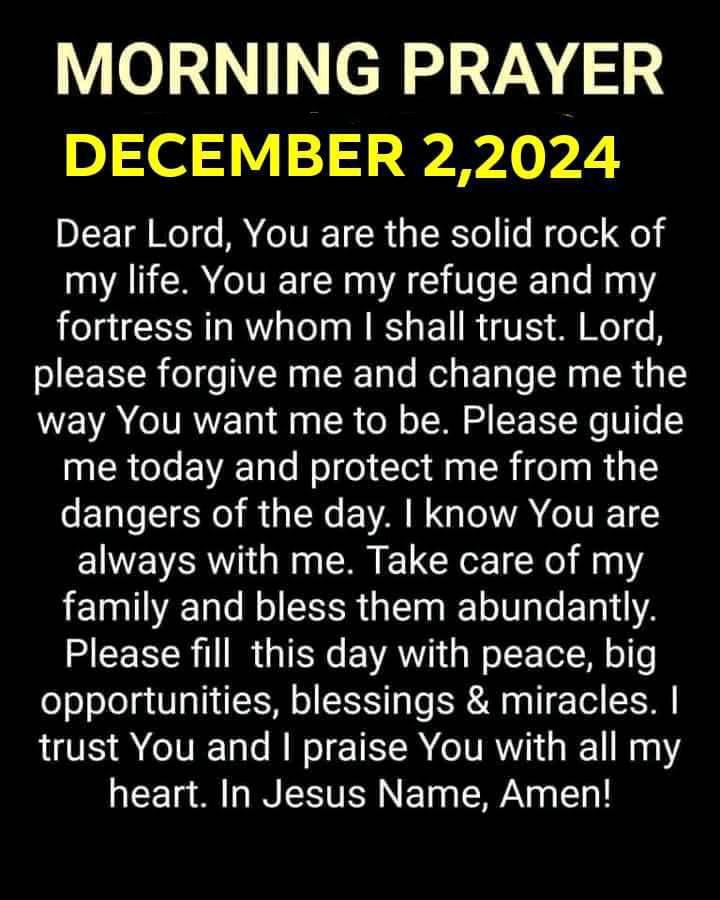 MORNING PRAYER
DECEMBER 2,2024
Dear Lord, You are the solid rock of
my life. You are my refuge and my
fortress in whom I shall trust. Lord,
please forgive me and change me the
way You want me to be. Please guide
me today and protect me from the
dangers of the day. I know You are
always with me. Take care of my
family and bless them abundantly.
Please fill  this day with peace, big
opportunities, blessings & miracles. I
trust You and I praise You with all my
heart. In Jesus Name, Amen!